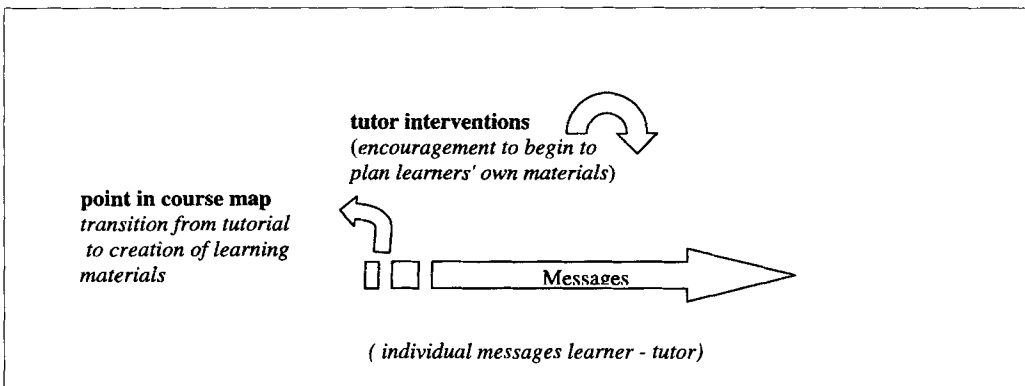 tutor interventions
(encouragement to begin to
plan learners' own materials)
point in course map
transition from tutorial
to creation of learning
materials
Messages
( individual messages learner - tutor)